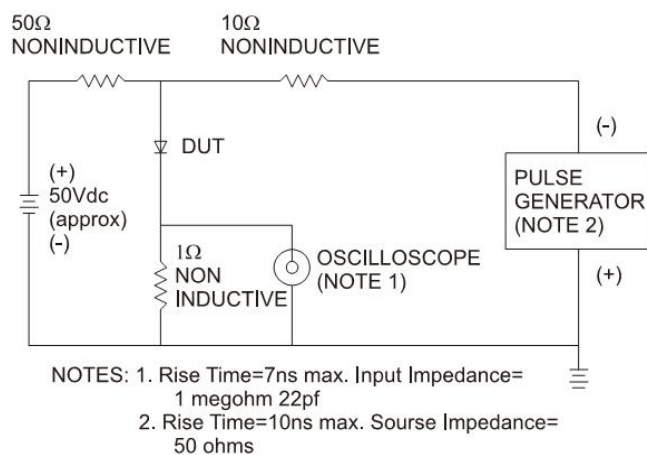 50Ω
NONINDUCTIVE
10Ω
NONINDUCTIVE
(-)
DUT
(+)
50Vdc
(approx)
(-)
PULSE
GENERATOR
(NOTE 2)
1Ω
NON
INDUCTIVE
OSCILLOSCOPE
(NOTE 1)
(+)
NOTES: 1. Rise Time=7ns max. Input Impedance=
1 megohm 22pf
2. Rise Time=10ns max. Sourse Impedance=
50 ohms